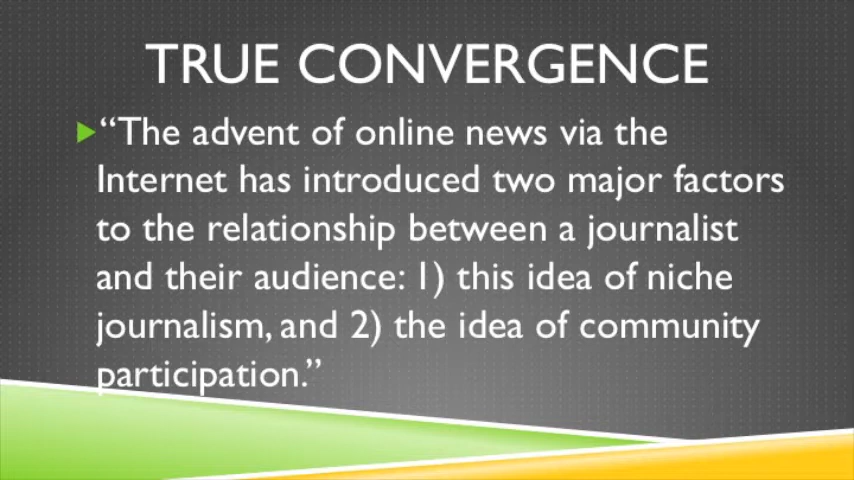 TRUE CONVERGENCE
“The advent of online news via the
Internet has introduced two major factors
to the relationship between a journalist
and their audience: 1) this idea of niche
journalism, and 2) the idea of community
participation.”